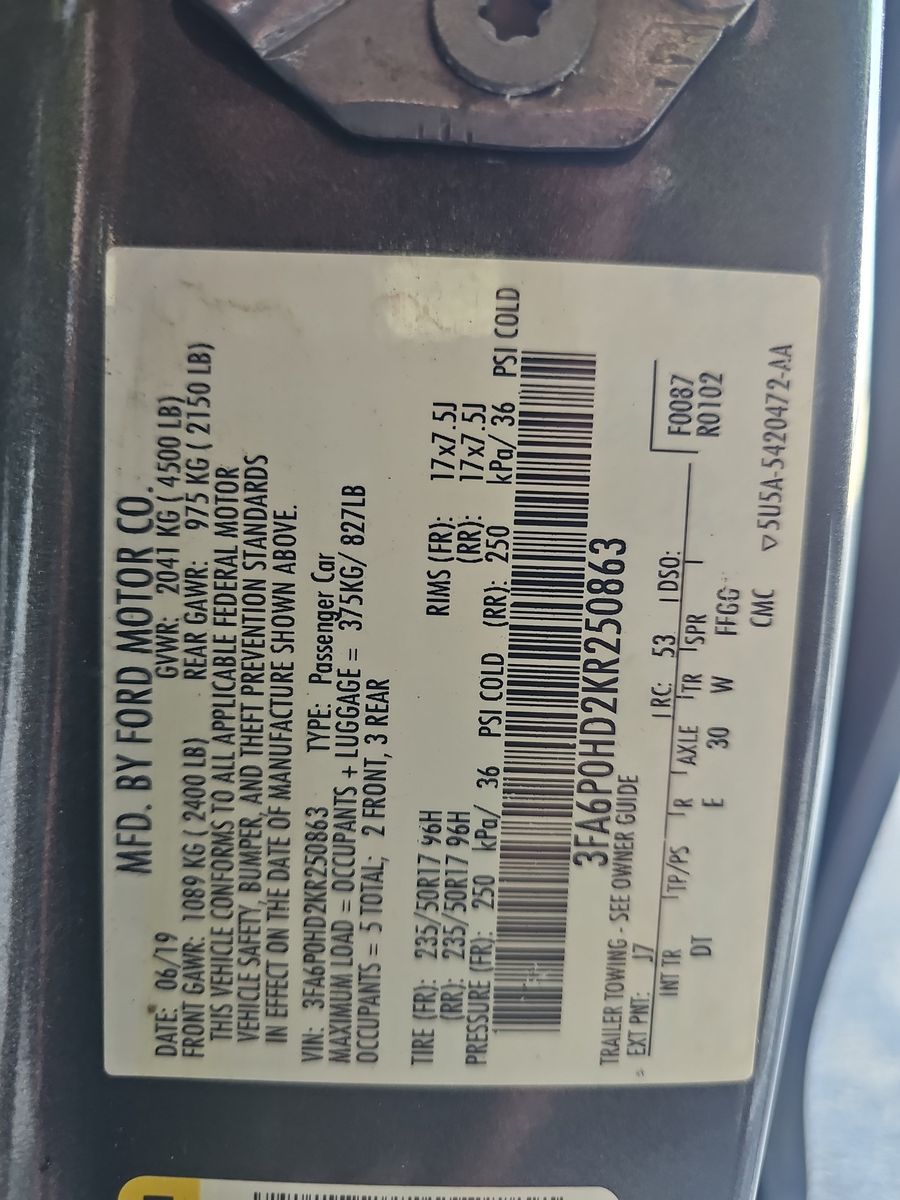 MFD. BY FORD MOTOR CO.
DATE: 06/19 GVWR: 2041 KG ( 4500 LB)
FRONT GAWR: 1089 KG ( 2400 LB) REAR GAWR: 975 KG ( 2150 LB)
THIS VEHICLE CONFORMS TO ALL APPLICABLE FEDERAL MOTOR
VEHICLE SAFETY, BUMPER, AND THEFT PREVENTION STANDARDS
IN EFFECT ON THE DATE OF MANUFACTURE SHOWN ABOVE.
VIN: 3FA6P0HD2KR250863 TYPE: Passenger Car
MAXIMUM LOAD = OCCUPANTS + LUGGAGE = 375KG/ 827LB
OCCUPANTS = 5 TOTAL; 2 FRONT, 3 REAR
TIRE (FR): 235/50R17 96H RIMS (FR): 17x7.5J
(RR): 235/50R17 96H (RR): 17x7.5J
PRESSURE (FR): 250 kPa/ 36 PSI COLD (RR): 250 kPa/ 36 PSI COLD
3FA6P0HD2KR250863
TRAILER TOWING - SEE OWNER GUIDE
EXT PNT: J7 RC: 53 DSO: F0087
INT TR TP/PS R AXLE TR SPR R0102
DT E 30 W FFGG
CMC ▽5U5A-5420472-AA